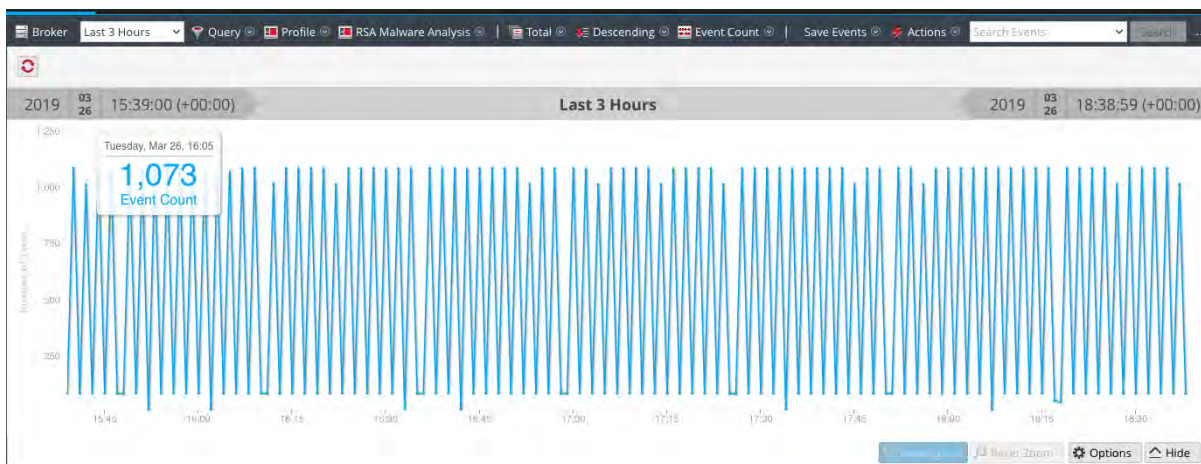 Broker Last 3 Hours Query Profile RSA Malware Analysis | Total Descending Event Count | Save Events Actions Search Events Search
2019 03 26 15:39:00 (+00:00) Last 3 Hours 2019 03 26 18:38:59 (+00:00)
1,250
Tuesday, Mar 26, 16:05
1,073
Event Count
1,000
750
500
250
15:45 16:00 16:15 16:30 16:45 17:00 17:15 17:30 17:45 18:00 18:15 18:30
Reset Zoom Options Hide